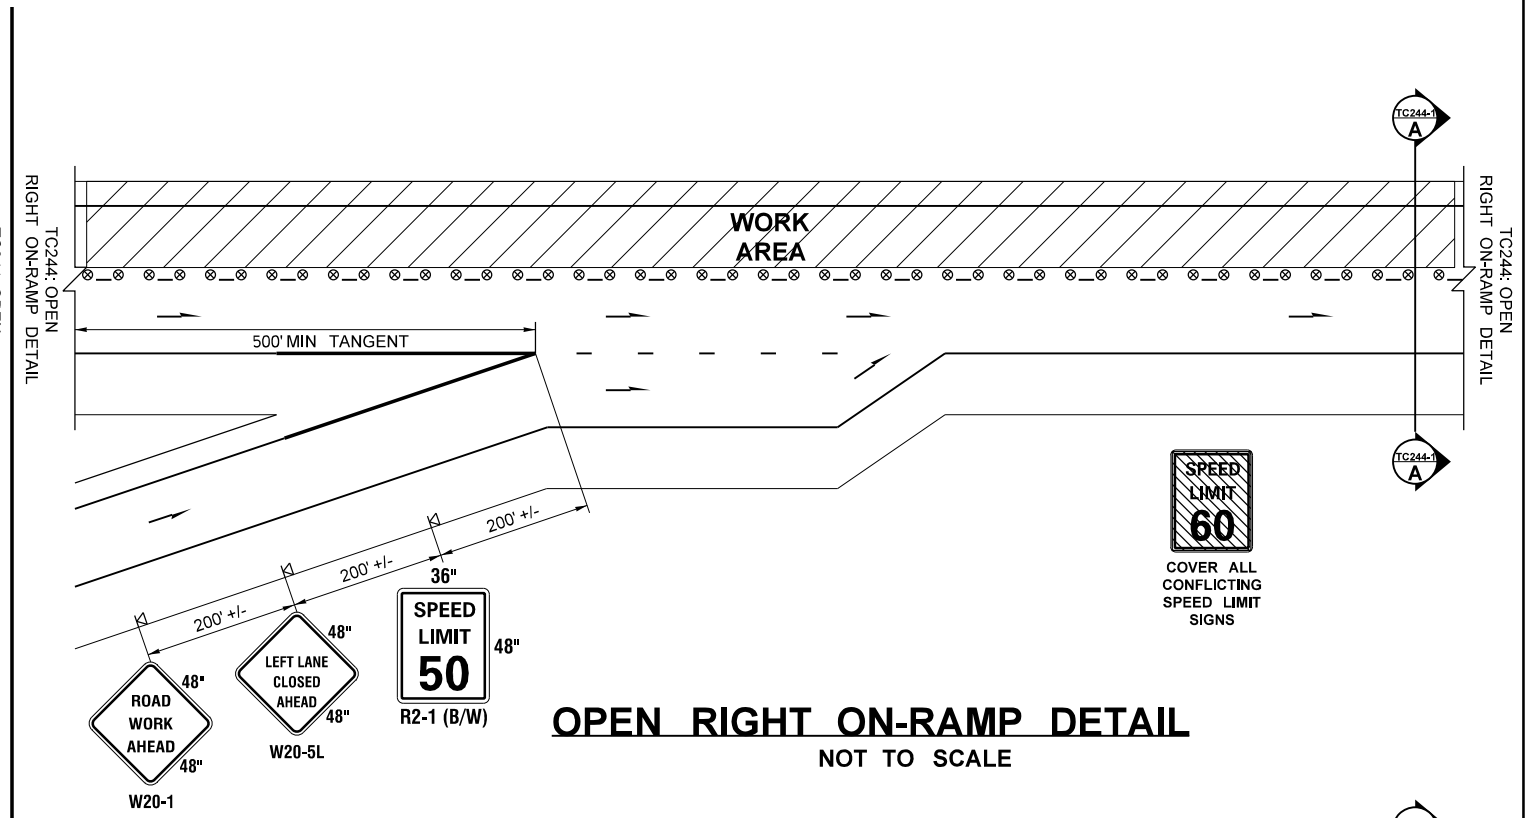 TC244-1
A
TC244: OPEN
RIGHT ON-RAMP DETAIL
WORK
AREA
TC244: OPEN
RIGHT ON-RAMP DETAIL
500' MIN TANGENT
TC244-1
A
SPEED
LIMIT
60
COVER ALL
CONFLICTING
SPEED LIMIT
SIGNS
200' +/-
200' +/-
200' +/-
36"
SPEED
LIMIT
50
48"
R2-1 (B/W)
48"
LEFT LANE
CLOSED
AHEAD
48"
W20-5L
48"
ROAD
WORK
AHEAD
48"
W20-1
OPEN RIGHT ON-RAMP DETAIL
NOT TO SCALE